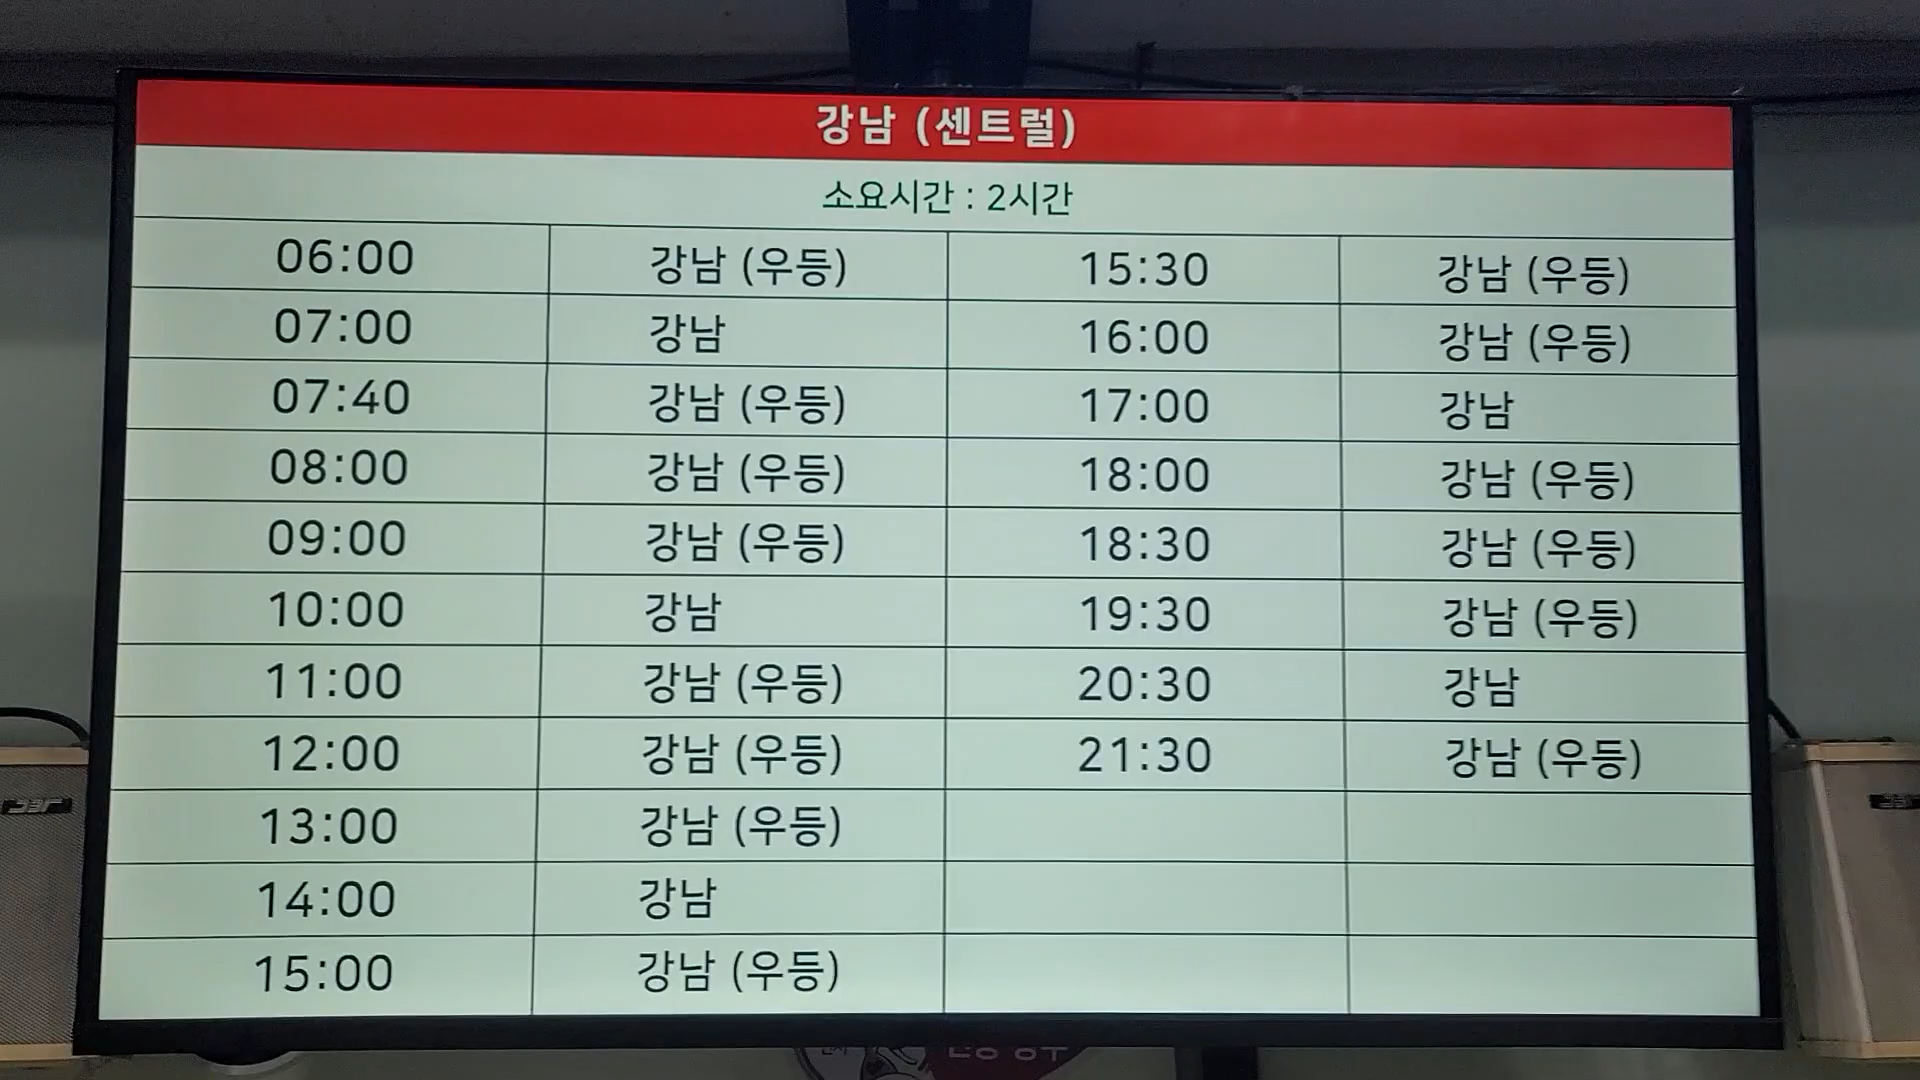 강남 (센트럴)
소요시간 : 2시간
06:00 강남 (우등) 15:30 강남 (우등)
07:00 강남 16:00 강남 (우등)
07:40 강남 (우등) 17:00 강남
08:00 강남 (우등) 18:00 강남 (우등)
09:00 강남 (우등) 18:30 강남 (우등)
10:00 강남 19:30 강남 (우등)
11:00 강남 (우등) 20:30 강남
12:00 강남 (우등) 21:30 강남 (우등)
13:00 강남 (우등)
14:00 강남
15:00 강남 (우등)